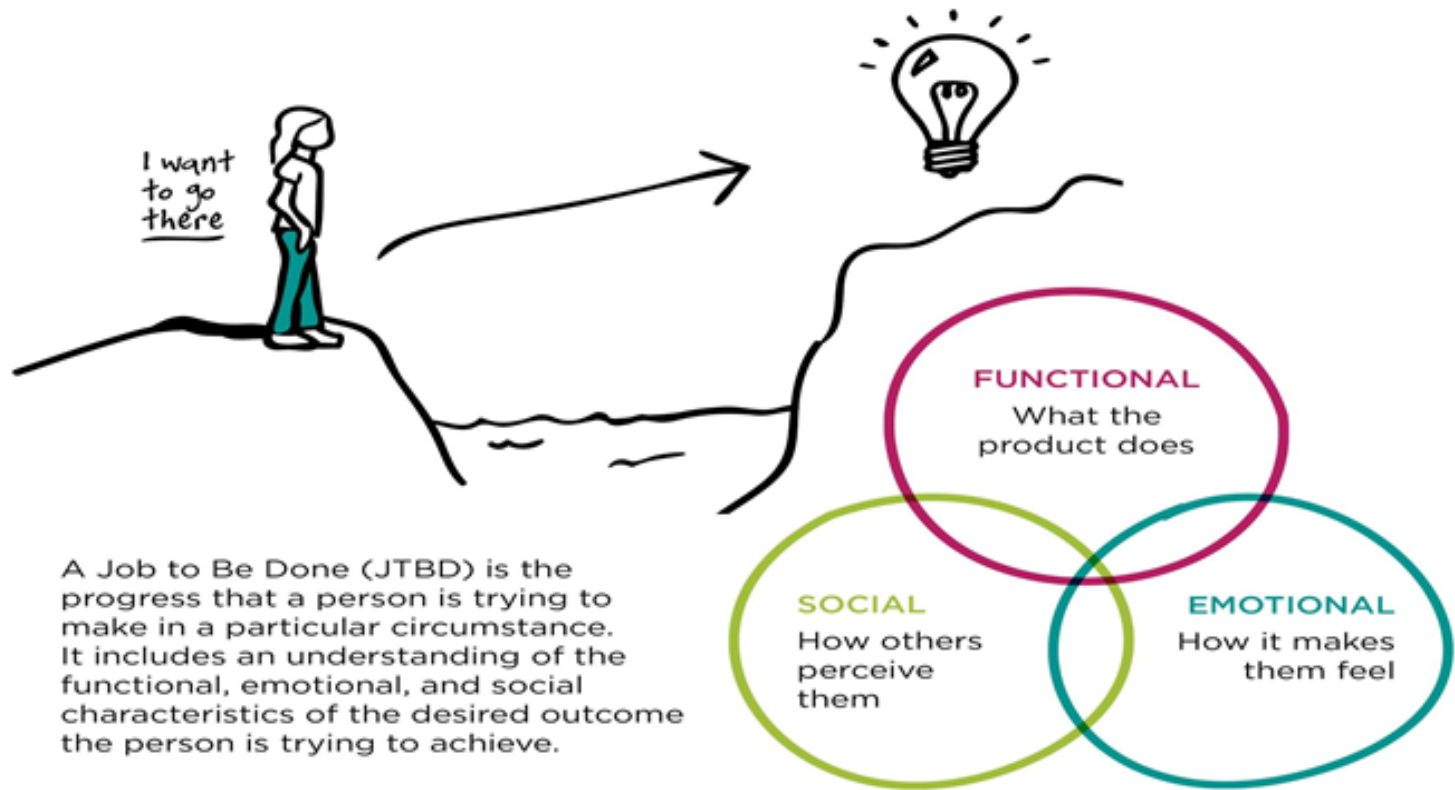 I want
to go
there
FUNCTIONAL
What the
product does
SOCIAL
How others
perceive
them
EMOTIONAL
How it makes
them feel
A Job to Be Done (JTBD) is the
progress that a person is trying to
make in a particular circumstance.
It includes an understanding of the
functional, emotional, and social
characteristics of the desired outcome
the person is trying to achieve.